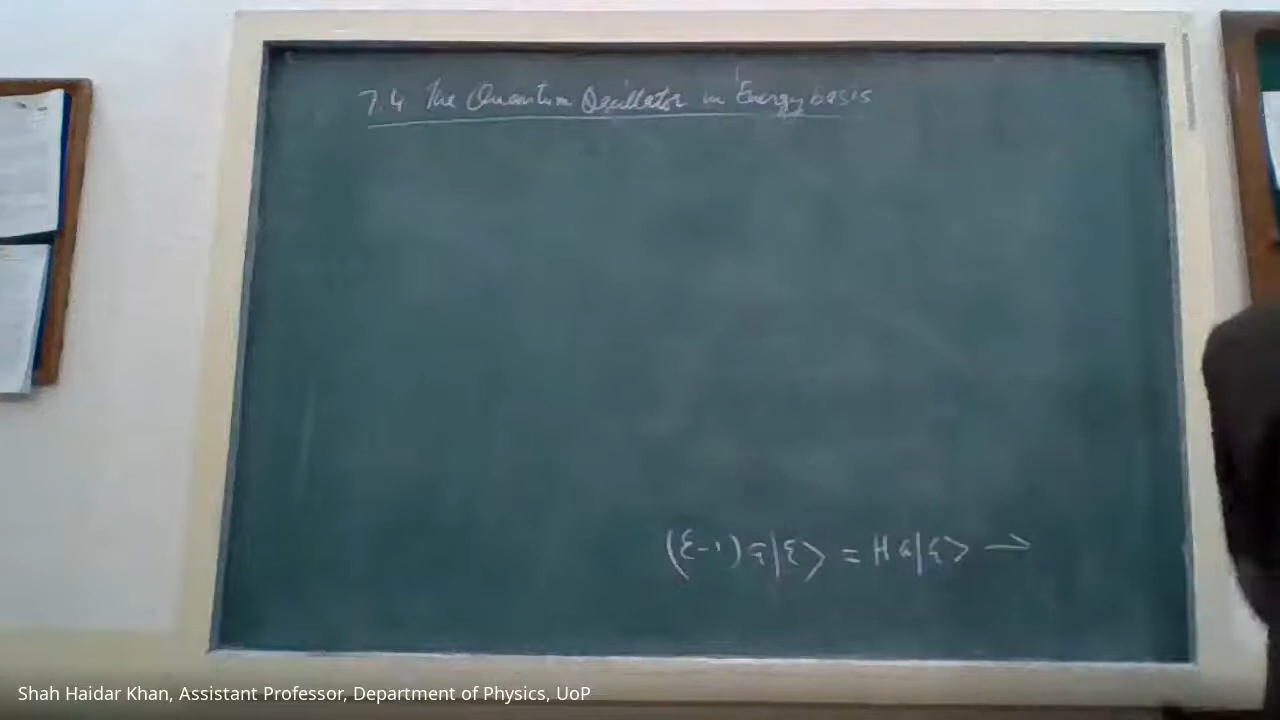 7.4 The Quantum Oscillator in Energy basis
(ε-1) a|ε⟩ = H a|ε⟩ →
Shah Haidar Khan, Assistant Professor, Department of Physics, UoP